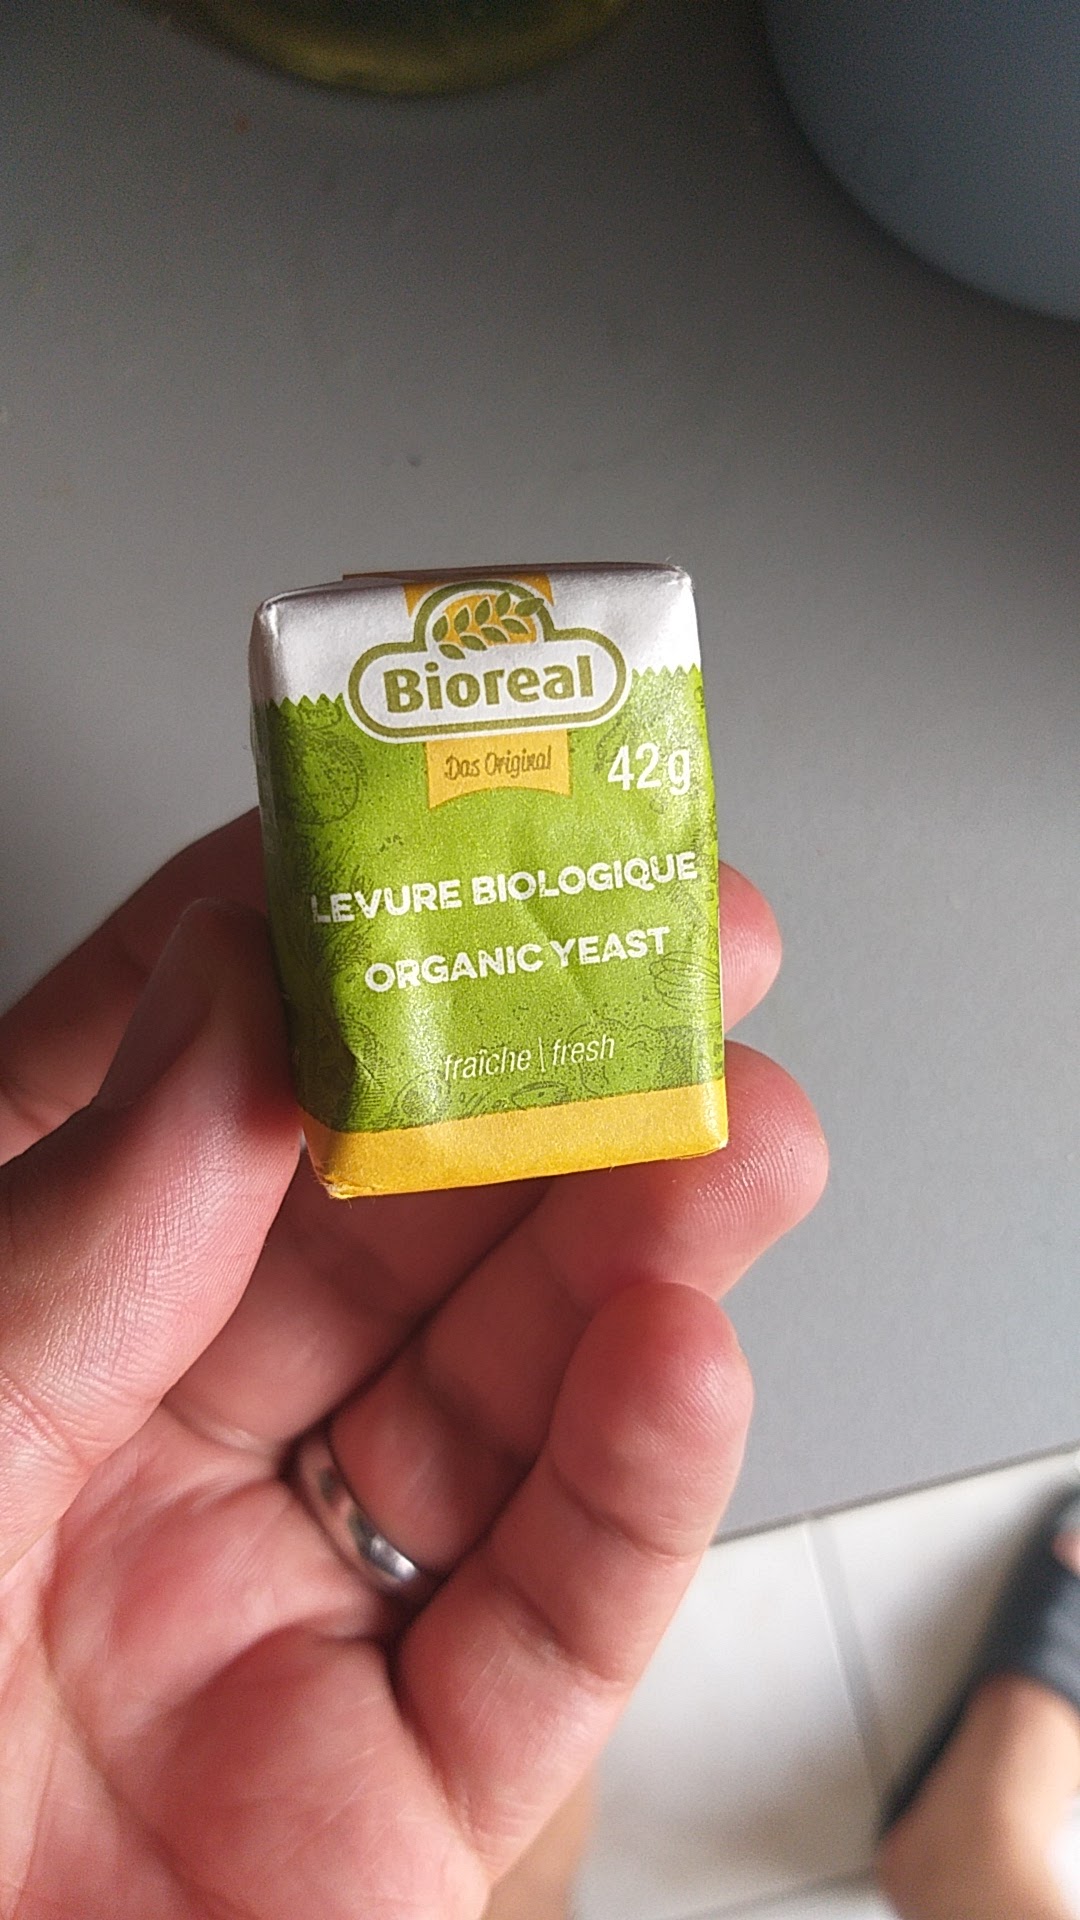 Bioreal
Das Original
42g
LEVURE BIOLOGIQUE
ORGANIC YEAST
fraîche | fresh